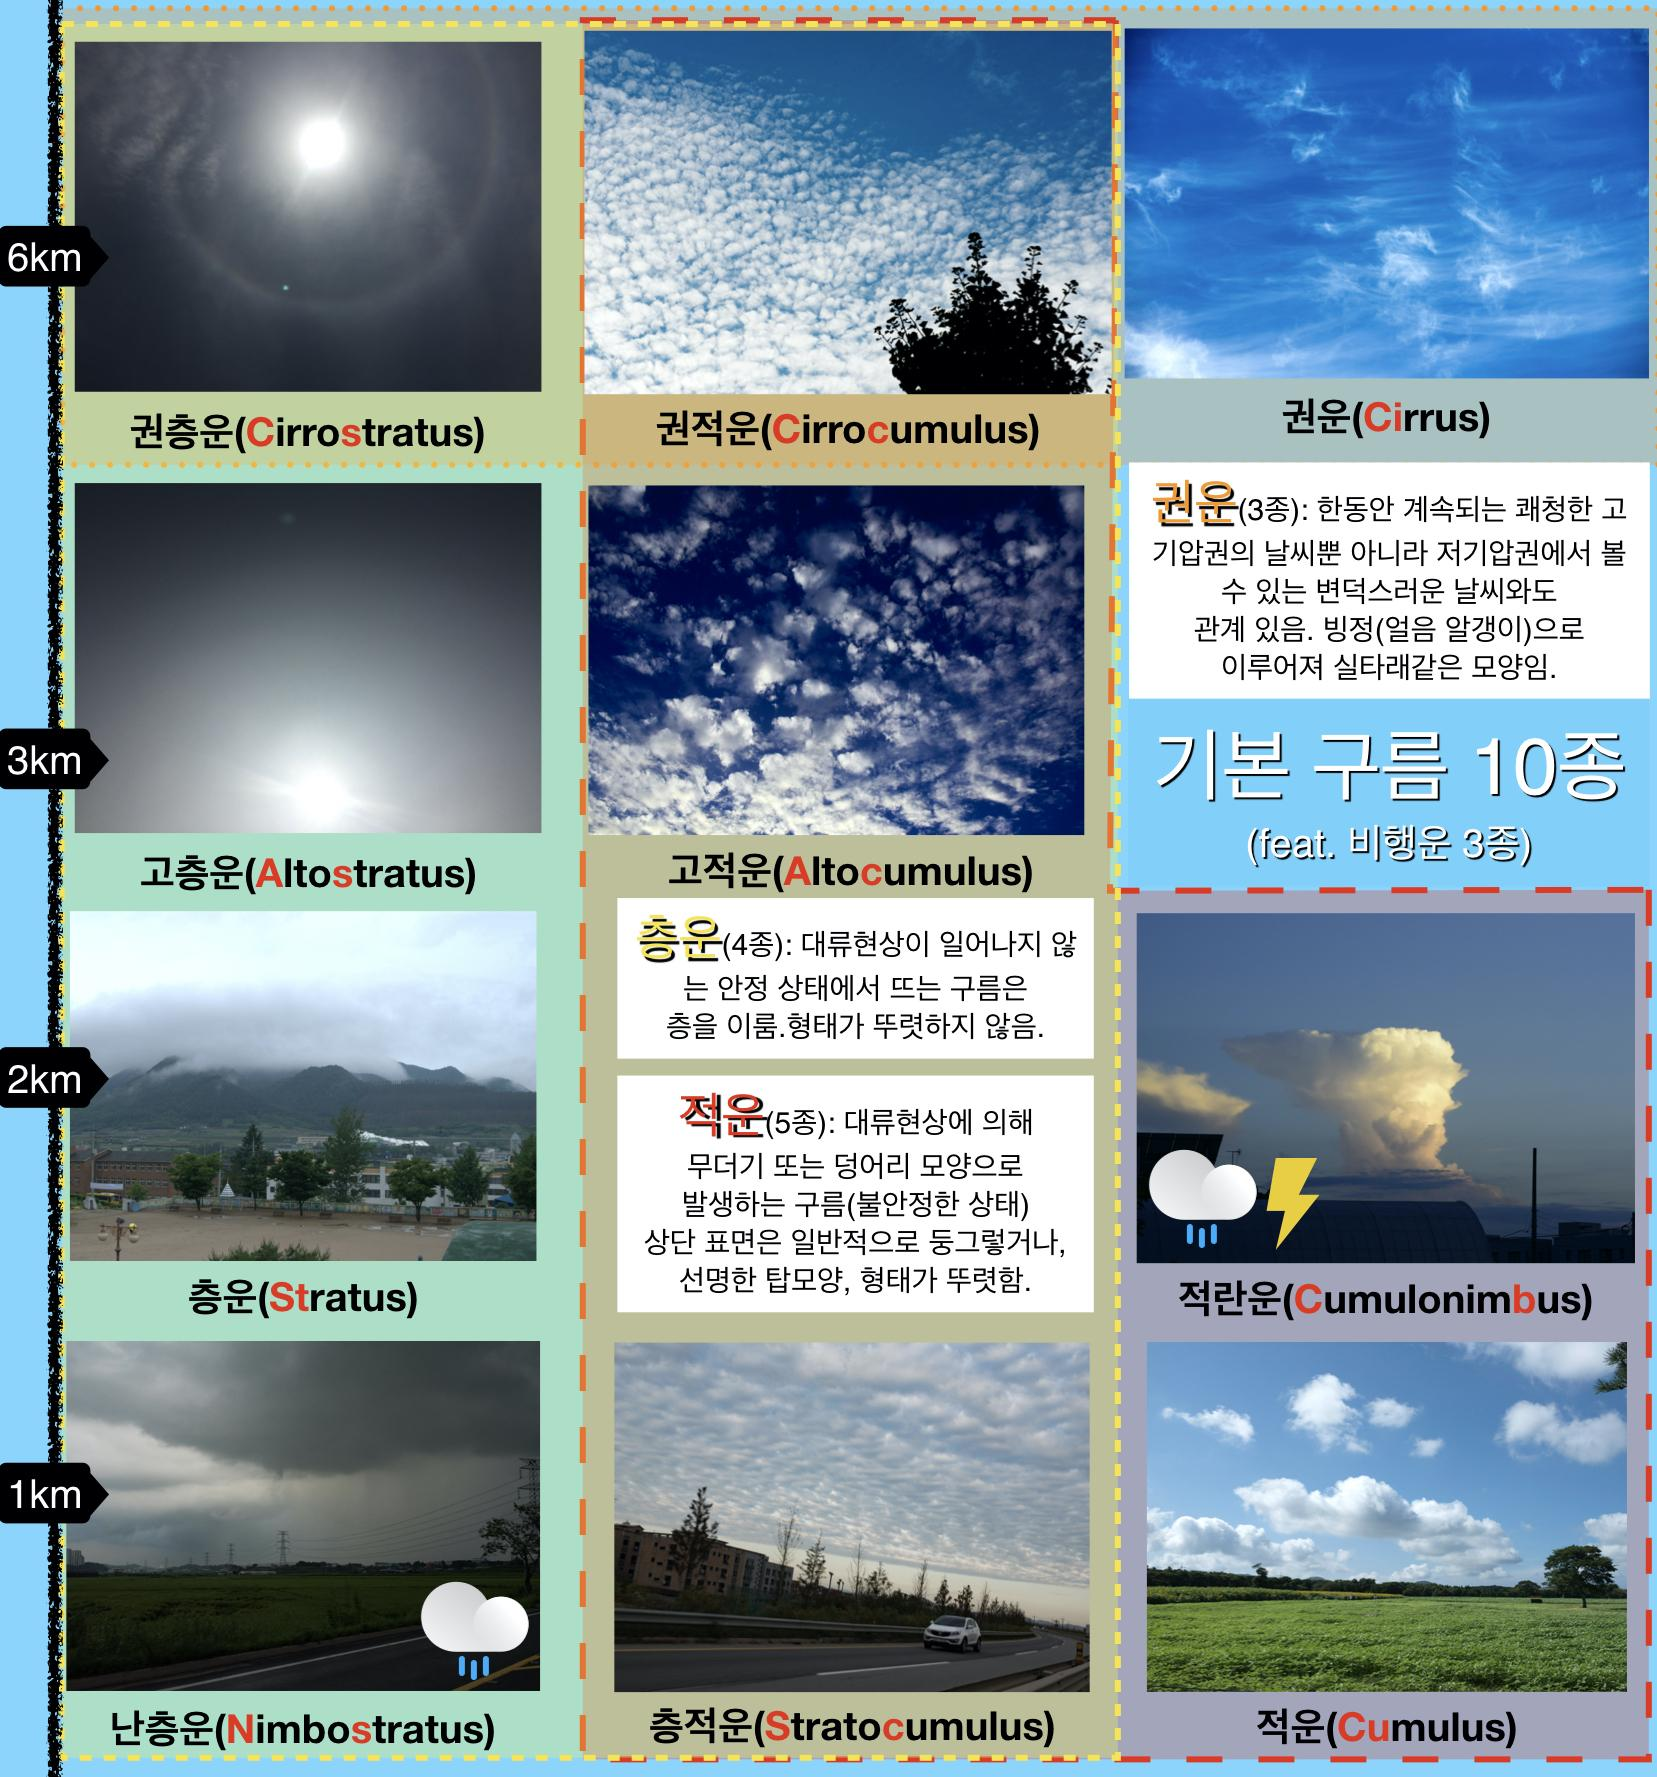 6km
권층운(Cirrostratus)
권적운(Cirrocumulus)
권운(Cirrus)
권운(3종): 한동안 계속되는 쾌청한 고
기압권의 날씨뿐 아니라 저기압권에서 볼
수 있는 변덕스러운 날씨와도
관계 있음. 빙정(얼음 알갱이)으로
이루어져 실타래같은 모양임.
3km
기본 구름 10종
(feat. 비행운 3종)
고층운(Altostratus)
고적운(Altocumulus)
층운(4종): 대류현상이 일어나지 않
는 안정 상태에서 뜨는 구름은
층을 이룸.형태가 뚜렷하지 않음.
2km
적운(5종): 대류현상에 의해
무더기 또는 덩어리 모양으로
발생하는 구름(불안정한 상태)
상단 표면은 일반적으로 둥그렇거나,
선명한 탑모양, 형태가 뚜렷함.
층운(Stratus)
적란운(Cumulonimbus)
1km
난층운(Nimbostratus)
층적운(Stratocumulus)
적운(Cumulus)